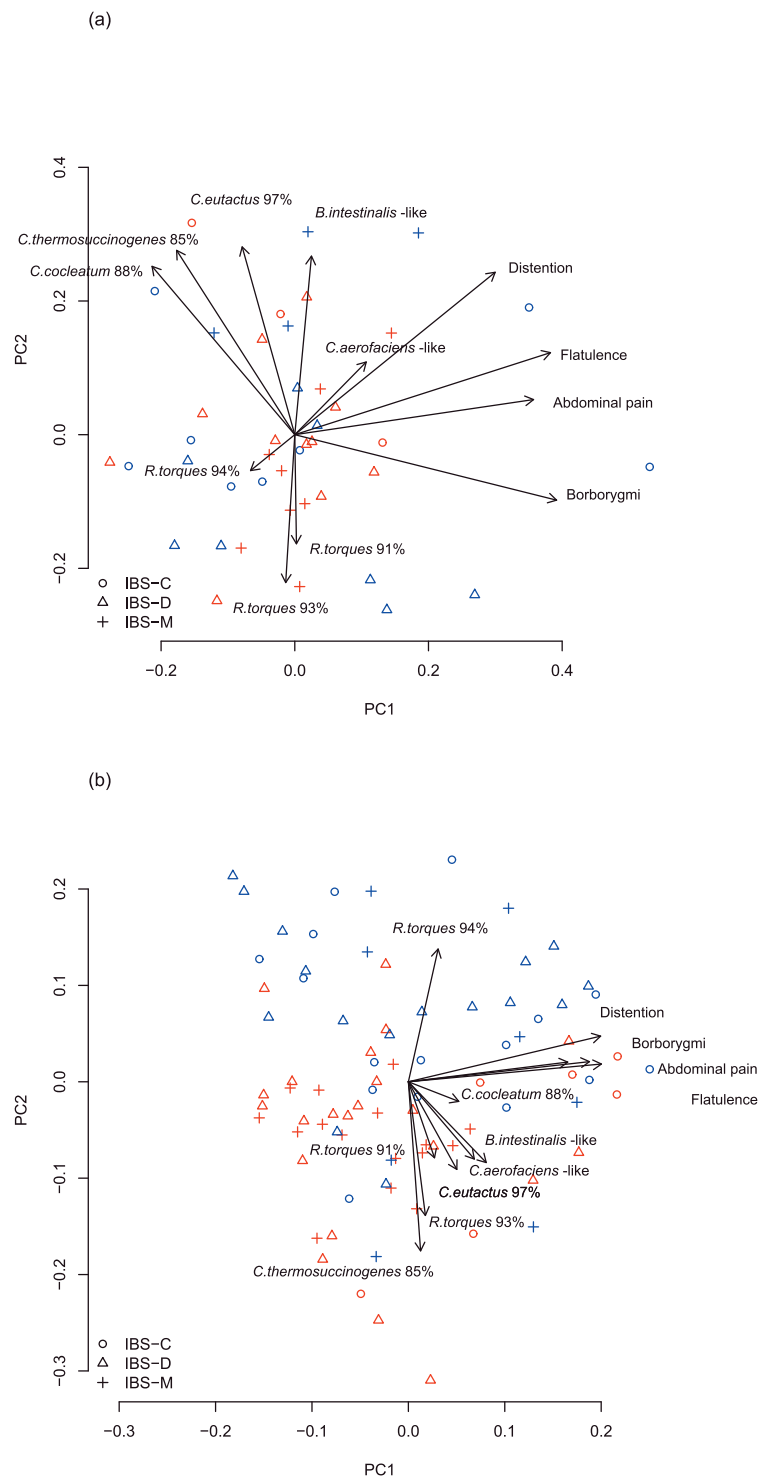 (a)
0.4
C.eutactus 97%
B.intestinalis -like
C.thermosuccinogenes 85%
C.cocleatum 88%
Distention
0.2
C.aerofaciens -like
Flatulence
PC2
Abdominal pain
0.0
R.torques 94%
Borborygmi
R.torques 91%
−0.2
IBS−C
IBS−D
R.torques 93%
IBS−M
−0.2 0.0 0.2 0.4
PC1
(b)
0.2
R.torques 94%
0.1
Distention
Borborygmi
Abdominal pain
0.0
C.cocleatum 88%
Flatulence
PC2
B.intestinalis -like
R.torques 91%
C.aerofaciens -like
−0.1
C.eutactus 97%
R.torques 93%
C.thermosuccinogenes 85%
−0.2
−0.3
IBS−C
IBS−D
IBS−M
−0.3 −0.2 −0.1 0.0 0.1 0.2
PC1